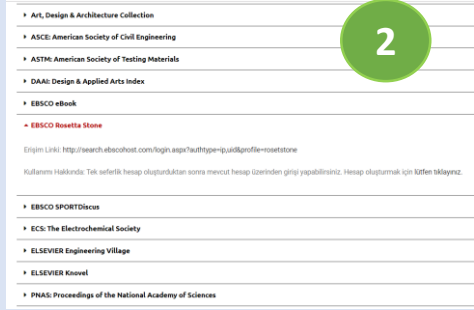 Art, Design & Architecture Collection
2
ASCE: American Society of Civil Engineering
ASTM: American Society of Testing Materials
DAAI: Design & Applied Arts Index
EBSCO eBook
EBSCO Rosetta Stone
Erişim Linki: http://search.ebscohost.com/login.aspx?authtype=ip,uid&profile=rosetstone
Kullanımı Hakkında: Tek seferlik hesap oluşturduktan sonra mevcut hesap üzerinden girişi yapabilirsiniz. Hesap oluşturmak için lütfen tıklayınız.
EBSCO SPORTDiscus
ECS: The Electrochemical Society
ELSEVIER Engineering Village
ELSEVIER Knovel
PNAS: Proceedings of the National Academy of Sciences